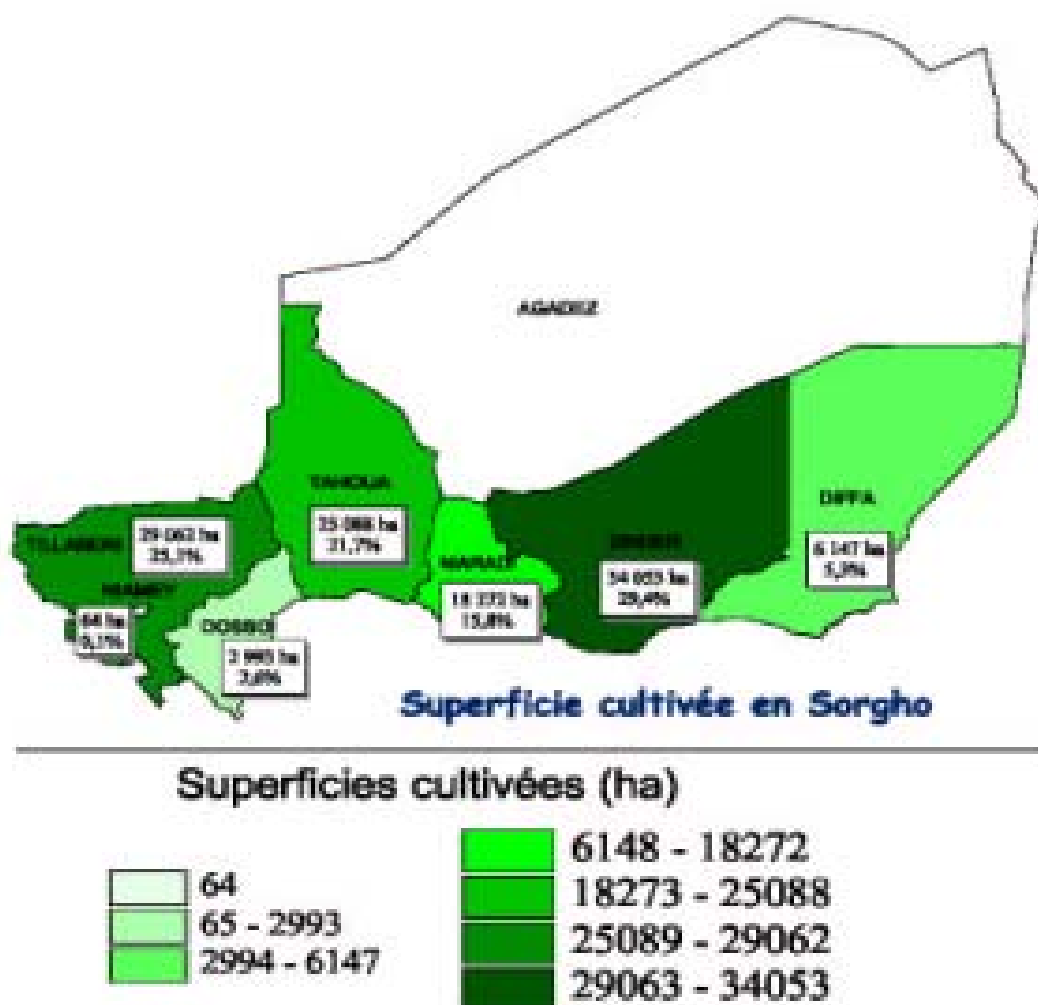 AGADEZ
TAHOUA
25 088 ha
21,7%
TILLABERI
29 062 ha
25,1%
NIAMEY
64 ha
0,1%
DOSSO
2 993 ha
2,6%
MARADI
18 272 ha
15,8%
ZINDER
34 053 ha
29,4%
DIFFA
6 147 ha
Superficie cultivée en Sorgho
Superficies cultivées (ha)
64
65 - 2993
2994 - 6147
6148 - 18272
18273 - 25088
25089 - 29062
29063 - 34053